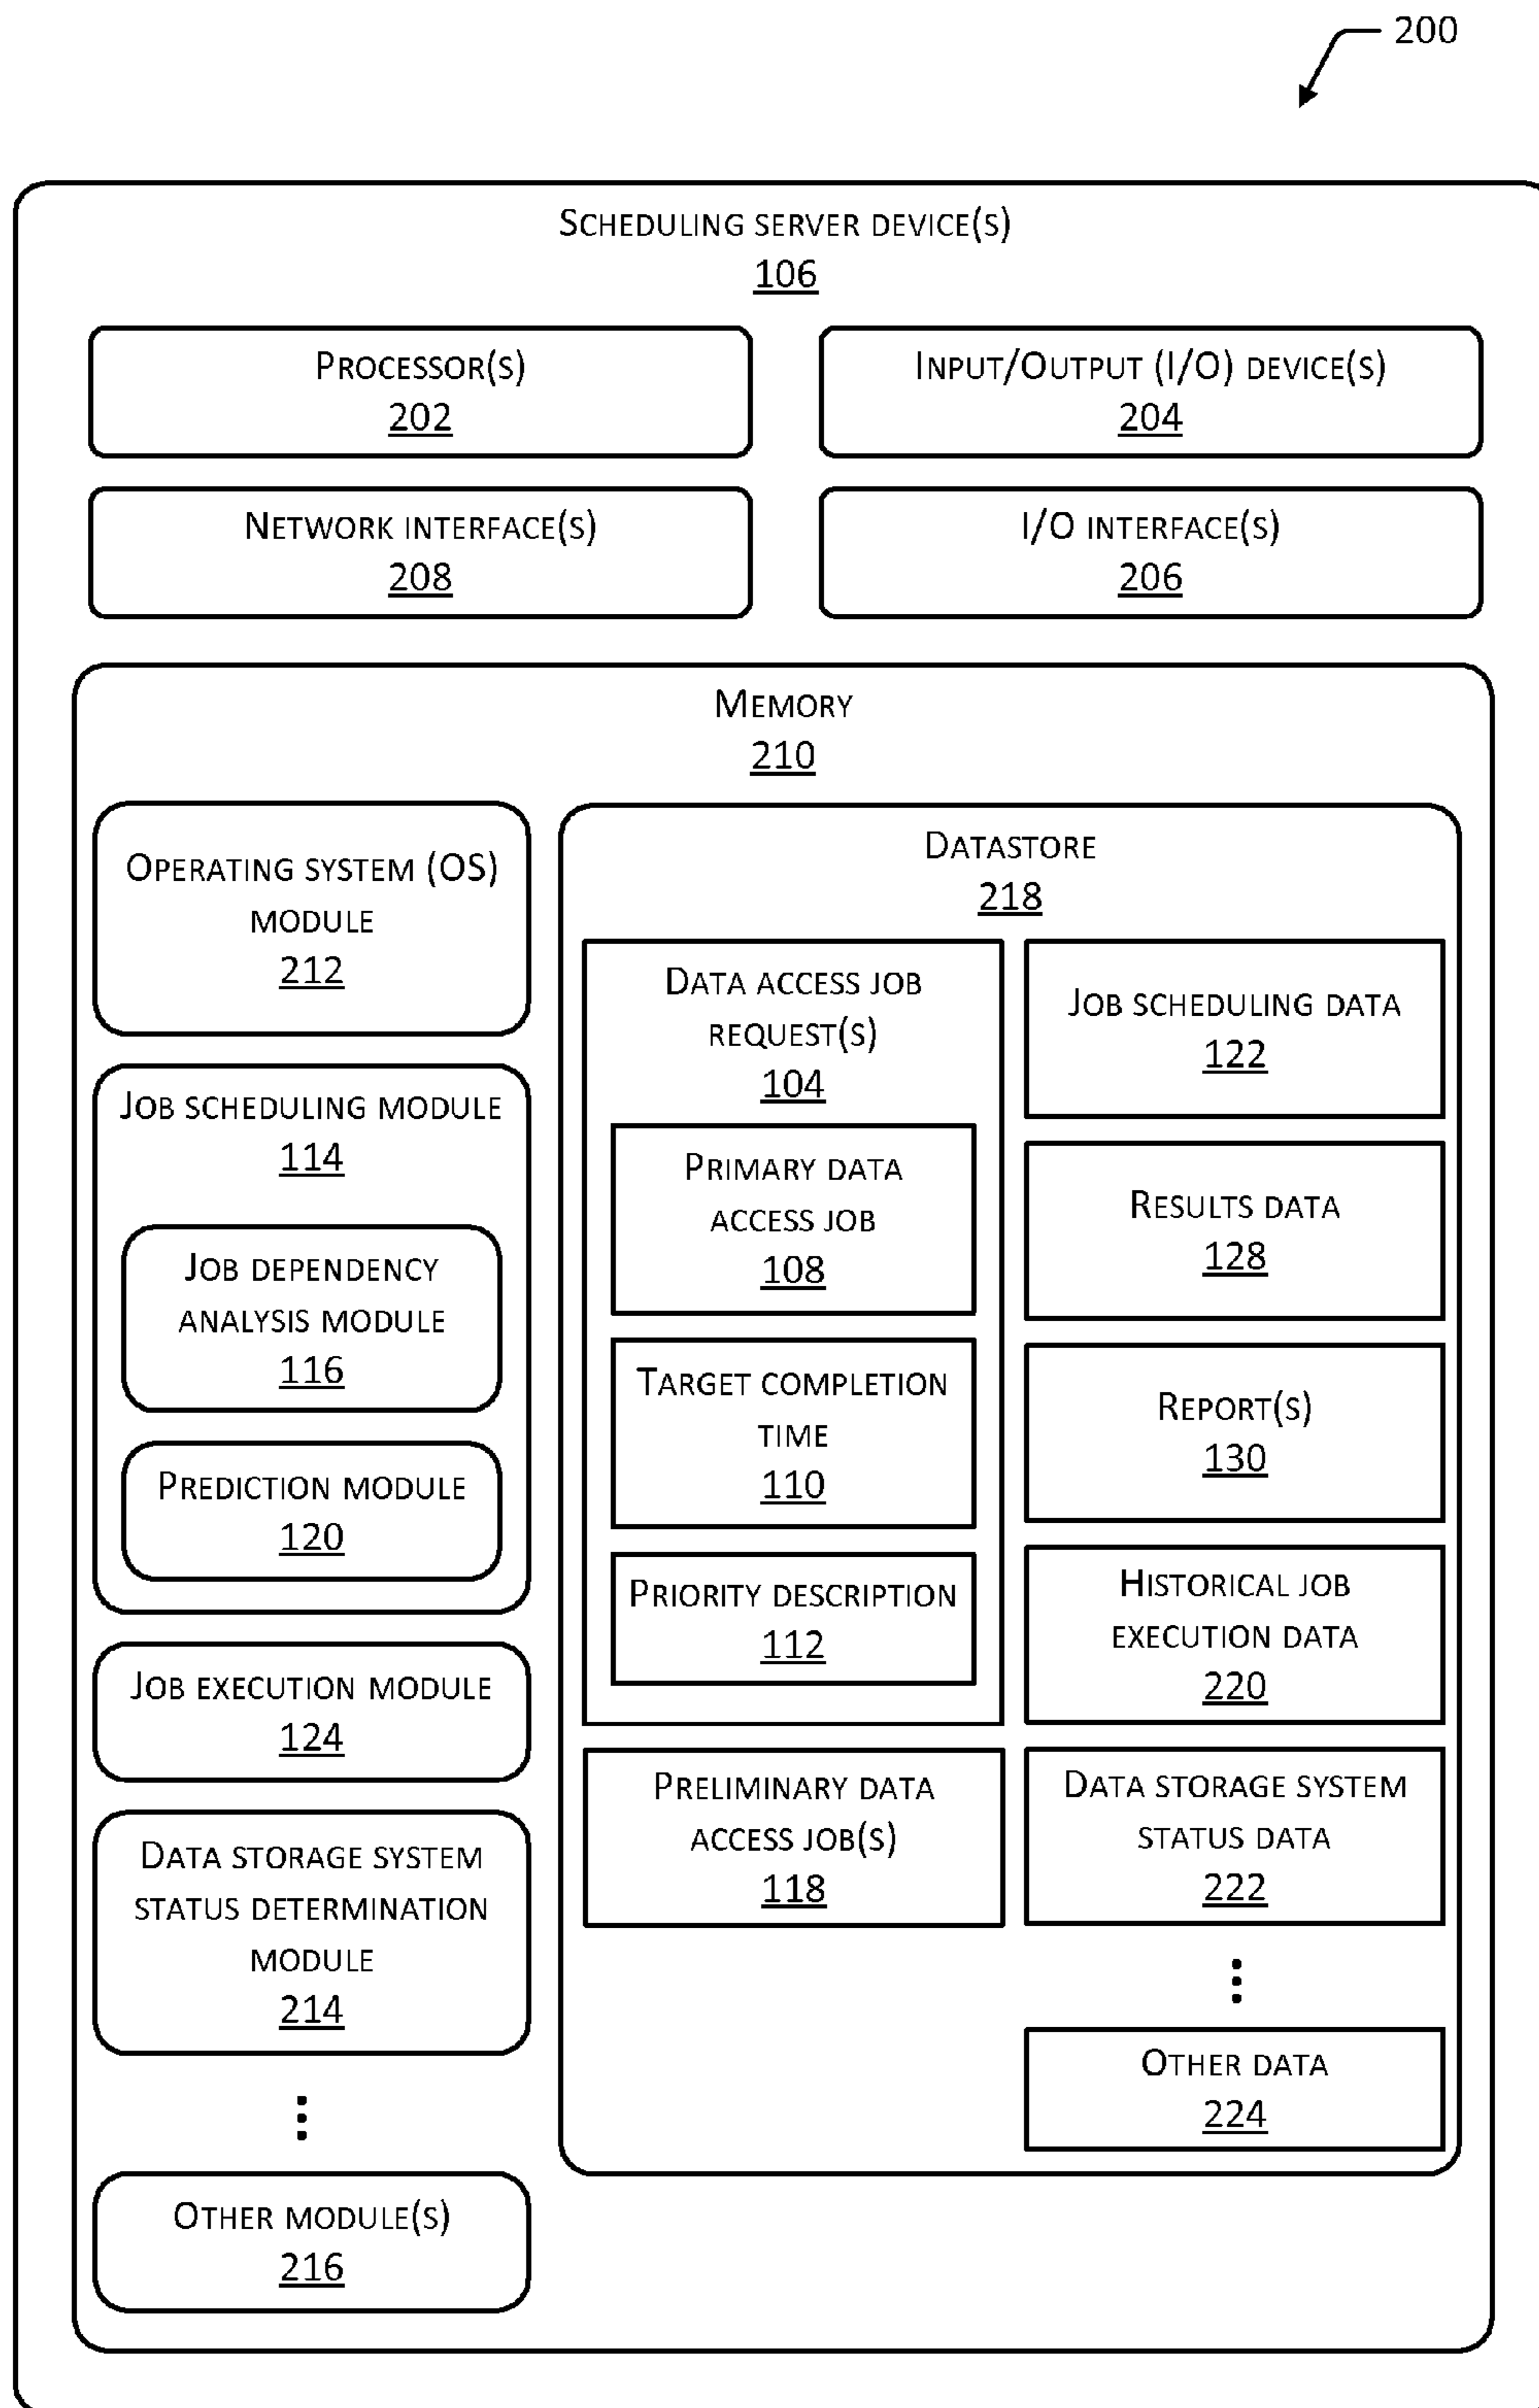 200
SCHEDULING SERVER DEVICE(S)
106
PROCESSOR(S)
202
INPUT/OUTPUT (I/O) DEVICE(S)
204
NETWORK INTERFACE(S)
208
I/O INTERFACE(S)
206
MEMORY
210
OPERATING SYSTEM (OS)
MODULE
212
JOB SCHEDULING MODULE
114
JOB DEPENDENCY
ANALYSIS MODULE
116
PREDICTION MODULE
120
JOB EXECUTION MODULE
124
DATA STORAGE SYSTEM
STATUS DETERMINATION
MODULE
214
OTHER MODULE(S)
216
DATASTORE
218
DATA ACCESS JOB
REQUEST(S)
104
PRIMARY DATA
ACCESS JOB
108
TARGET COMPLETION
TIME
110
PRIORITY DESCRIPTION
112
PRELIMINARY DATA
ACCESS JOB(S)
118
JOB SCHEDULING DATA
122
RESULTS DATA
128
REPORT(S)
130
HISTORICAL JOB
EXECUTION DATA
220
DATA STORAGE SYSTEM
STATUS DATA
222
OTHER DATA
224